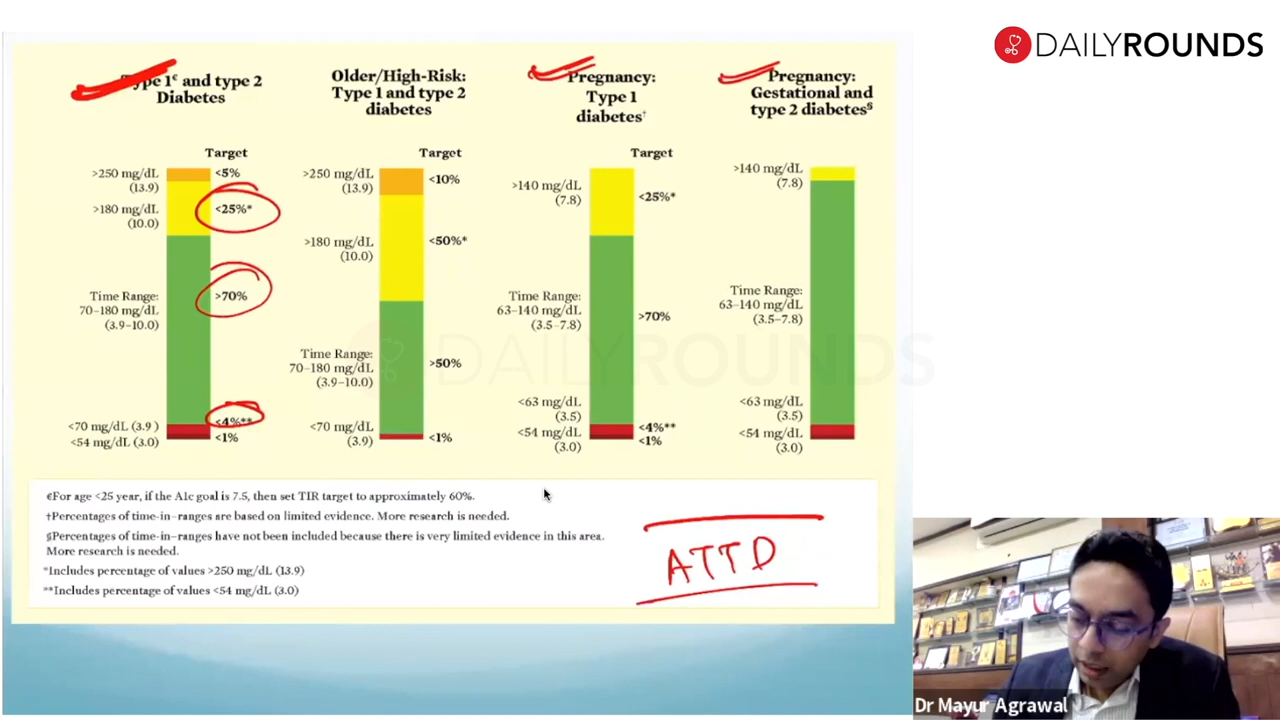 DAILYROUNDS
Type 1€ and type 2
Diabetes
Target
>250 mg/dL
(13.9)
<5%
>180 mg/dL
(10.0)
<25%*
Time Range:
70–180 mg/dL
(3.9–10.0)
>70%
<70 mg/dL (3.9 )
<4%**
<54 mg/dL (3.0)
<1%
Older/High-Risk:
Type 1 and type 2
diabetes
Target
>250 mg/dL
(13.9)
<10%
>180 mg/dL
(10.0)
<50%*
Time Range:
70–180 mg/dL
(3.9–10.0)
>50%
<70 mg/dL
(3.9)
<1%
Pregnancy:
Type 1
diabetes†
Target
>140 mg/dL
(7.8)
<25%*
Time Range:
63–140 mg/dL
(3.5–7.8)
>70%
<63 mg/dL
(3.5)
<4%**
<54 mg/dL
(3.0)
<1%
Pregnancy:
Gestational and
type 2 diabetes§
>140 mg/dL
(7.8)
Time Range:
63–140 mg/dL
(3.5–7.8)
<63 mg/dL
(3.5)
<54 mg/dL
(3.0)
DAILYROUNDS
€For age <25 year, if the A1c goal is 7.5, then set TIR target to approximately 60%.
†Percentages of time-in–ranges are based on limited evidence. More research is needed.
§Percentages of time-in–ranges have not been included because there is very limited evidence in this area.
More research is needed.
*Includes percentage of values >250 mg/dL (13.9)
**Includes percentage of values <54 mg/dL (3.0)
ATTD
Dr Mayur Agrawal